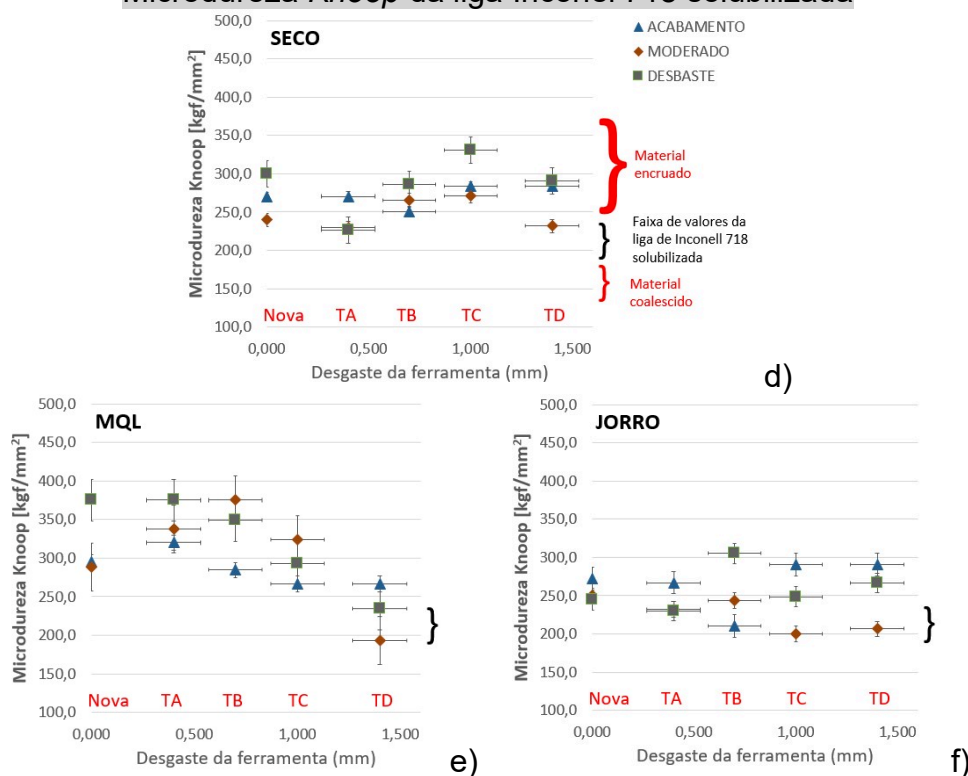 Microdureza Knoop da liga Inconell 718 solubilizada
SECO
ACABAMENTO
MODERADO
DESBASTE
Microdureza Knoop [kgf/mm²]
500,0
450,0
400,0
350,0
300,0
250,0
200,0
150,0
100,0
Material
encruado
Faixa de valores da
liga de Inconell 718
solubilizada
Material
coalescido
Nova TA TB TC TD
0,000 0,500 1,000 1,500
Desgaste da ferramenta (mm)
d)
MQL
Microdureza Knoop [kgf/mm²]
500,0
450,0
400,0
350,0
300,0
250,0
200,0
150,0
100,0
Nova TA TB TC TD
0,000 0,500 1,000 1,500
Desgaste da ferramenta (mm)
e)
JORRO
Microdureza Knoop [kgf/mm²]
500,0
450,0
400,0
350,0
300,0
250,0
200,0
150,0
100,0
Nova TA TB TC TD
0,000 0,500 1,000 1,500
Desgaste da ferramenta (mm)
f)